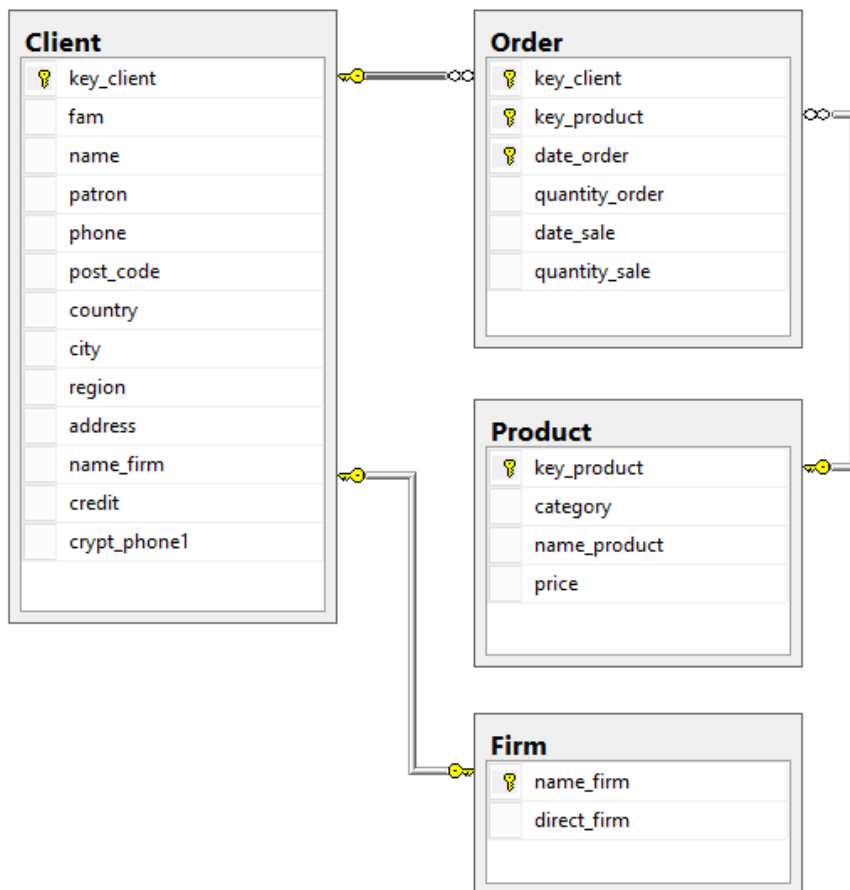 Client
key_client
fam
name
patron
phone
post_code
country
city
region
address
name_firm
credit
crypt_phone1
Order
key_client
key_product
date_order
quantity_order
date_sale
quantity_sale
Product
key_product
category
name_product
price
Firm
name_firm
direct_firm